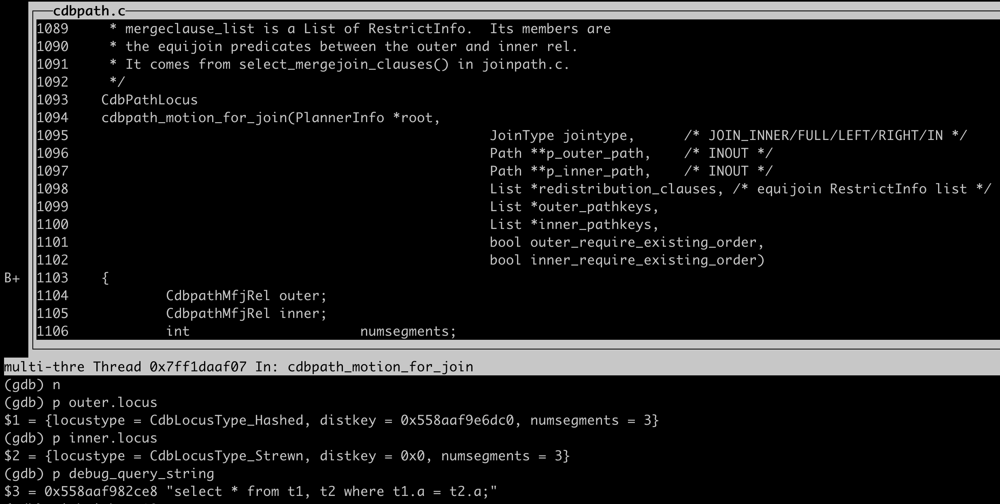 cdbpath.c
1089     * mergeclause_list is a List of RestrictInfo.  Its members are
1090     * the equijoin predicates between the outer and inner rel.
1091     * It comes from select_mergejoin_clauses() in joinpath.c.
1092     */
1093    CdbPathLocus
1094    cdbpath_motion_for_join(PlannerInfo *root,
1095    JoinType jointype,    /* JOIN_INNER/FULL/LEFT/RIGHT/IN */
1096    Path **p_outer_path,    /* INOUT */
1097    Path **p_inner_path,    /* INOUT */
1098    List *redistribution_clauses, /* equijoin RestrictInfo list */
1099    List *outer_pathkeys,
1100    List *inner_pathkeys,
1101    bool outer_require_existing_order,
1102    bool inner_require_existing_order)
B+ 1103    {
1104            CdbpathMfjRel outer;
1105            CdbpathMfjRel inner;
1106            int                     numsegments;
multi-thre Thread 0x7ff1daaf07 In: cdbpath_motion_for_join
(gdb) n
(gdb) p outer.locus
$1 = {locustype = CdbLocusType_Hashed, distkey = 0x558aaf9e6dc0, numsegments = 3}
(gdb) p inner.locus
$2 = {locustype = CdbLocusType_Strewn, distkey = 0x0, numsegments = 3}
(gdb) p debug_query_string
$3 = 0x558aaf982ce8 "select * from t1, t2 where t1.a = t2.a;"